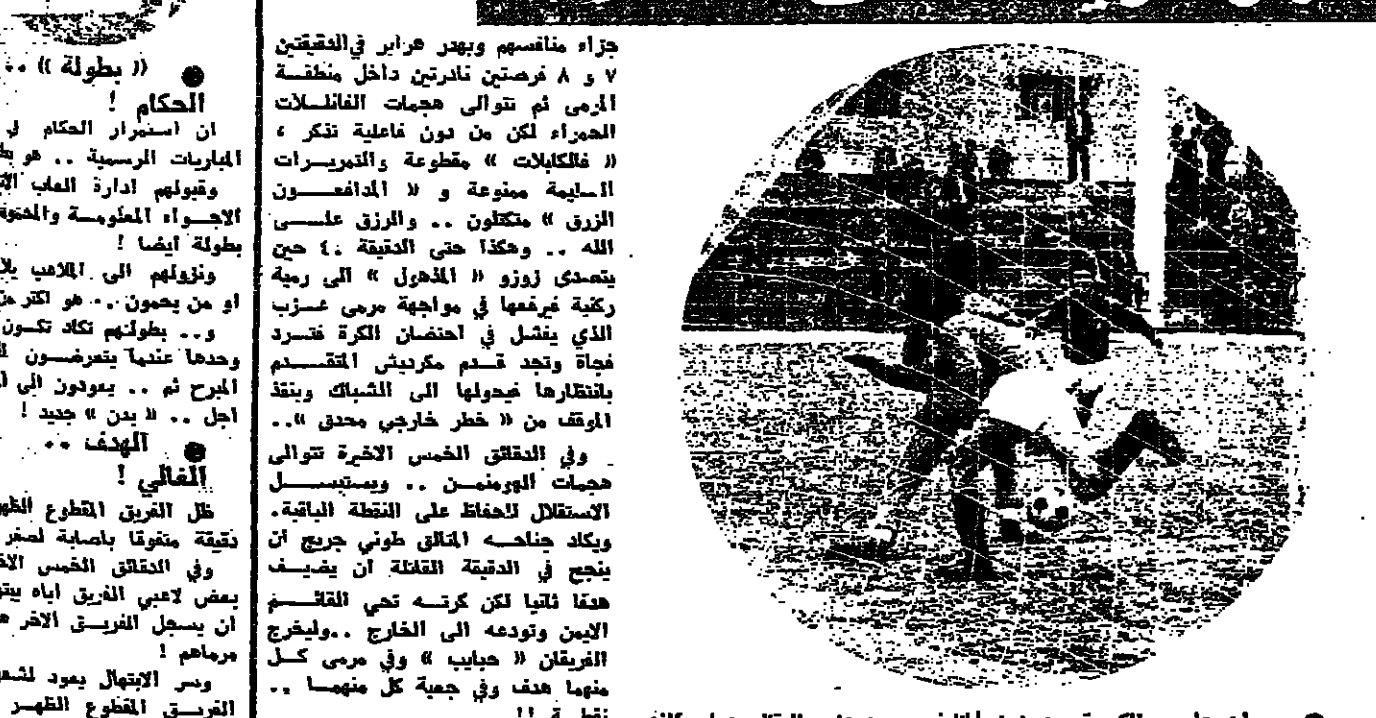 جزاء منافسهم ويهدر هرابر في الدقيقتين
٧ و ٨ فرصتين نادرتين داخل منطقة
المرمى ثم تتوالى هجمات الفانلات
الحمراء لكن من دون فاعلية تذكر ،
« فالكابلات » مقطوعة والتمريرات
السليمة ممنوعة و « المدافعون
الزرق » متكتلون .. والرزق على
الله .. وهكذا حتى الدقيقة ٤٠ حين
يتصدى زوزو « المذهول » الى رمية
ركنية فيرفعها في مواجهة مرمى عزب
الذي يفشل في احتضان الكرة فترد
فجأة وتجد قدم مكرديش المتقدم
بانتظارها فيحولها الى الشباك وينقذ
الموقف من « خطر خارجي محدق »..
وفي الدقائق الخمس الاخيرة تتوالى
هجمات الهومنمن .. ويستبسل
الاستقلال للحفاظ على النقطة الباقية.
ويكاد جناحه المتالق طوني جريج ان
ينجح في الدقيقة القاتلة ان يضيف
هدفا ثانيا لكن كرته تحي القائم
الايمن وتودعه الى الخارج ..وليخرج
الفريقان « حبايب » وفي مرمى كل
منهما هدف وفي جعبة كل منهما ..
نقطة !!
« بطولة » ..
الحكام !
ان استمرار الحكام في
المباريات الرسمية .. هو
وقبولهم ادارة العاب
الاجواء الملغومة
بطولة ايضا !
ونزولهم الى الملاعب
او من يحمون .. هو اكثر من
و.. بطولتهم تكاد تكون
وحدها عندما يتعرضون
المبرح ثم .. يعودون الى
اجل .. « بدن » جديد !
الهدف ..
الغالي !
ظل الفريق المقطوع
دقيقة متفوقا باصابة لصفر
وفي الدقائق الخمس
بعض لاعبي الفريق اياه
ان يسجل الفريق الاخر
مرماهم !
وسر الابتهال يعود
الفريق المقطوع الظهر